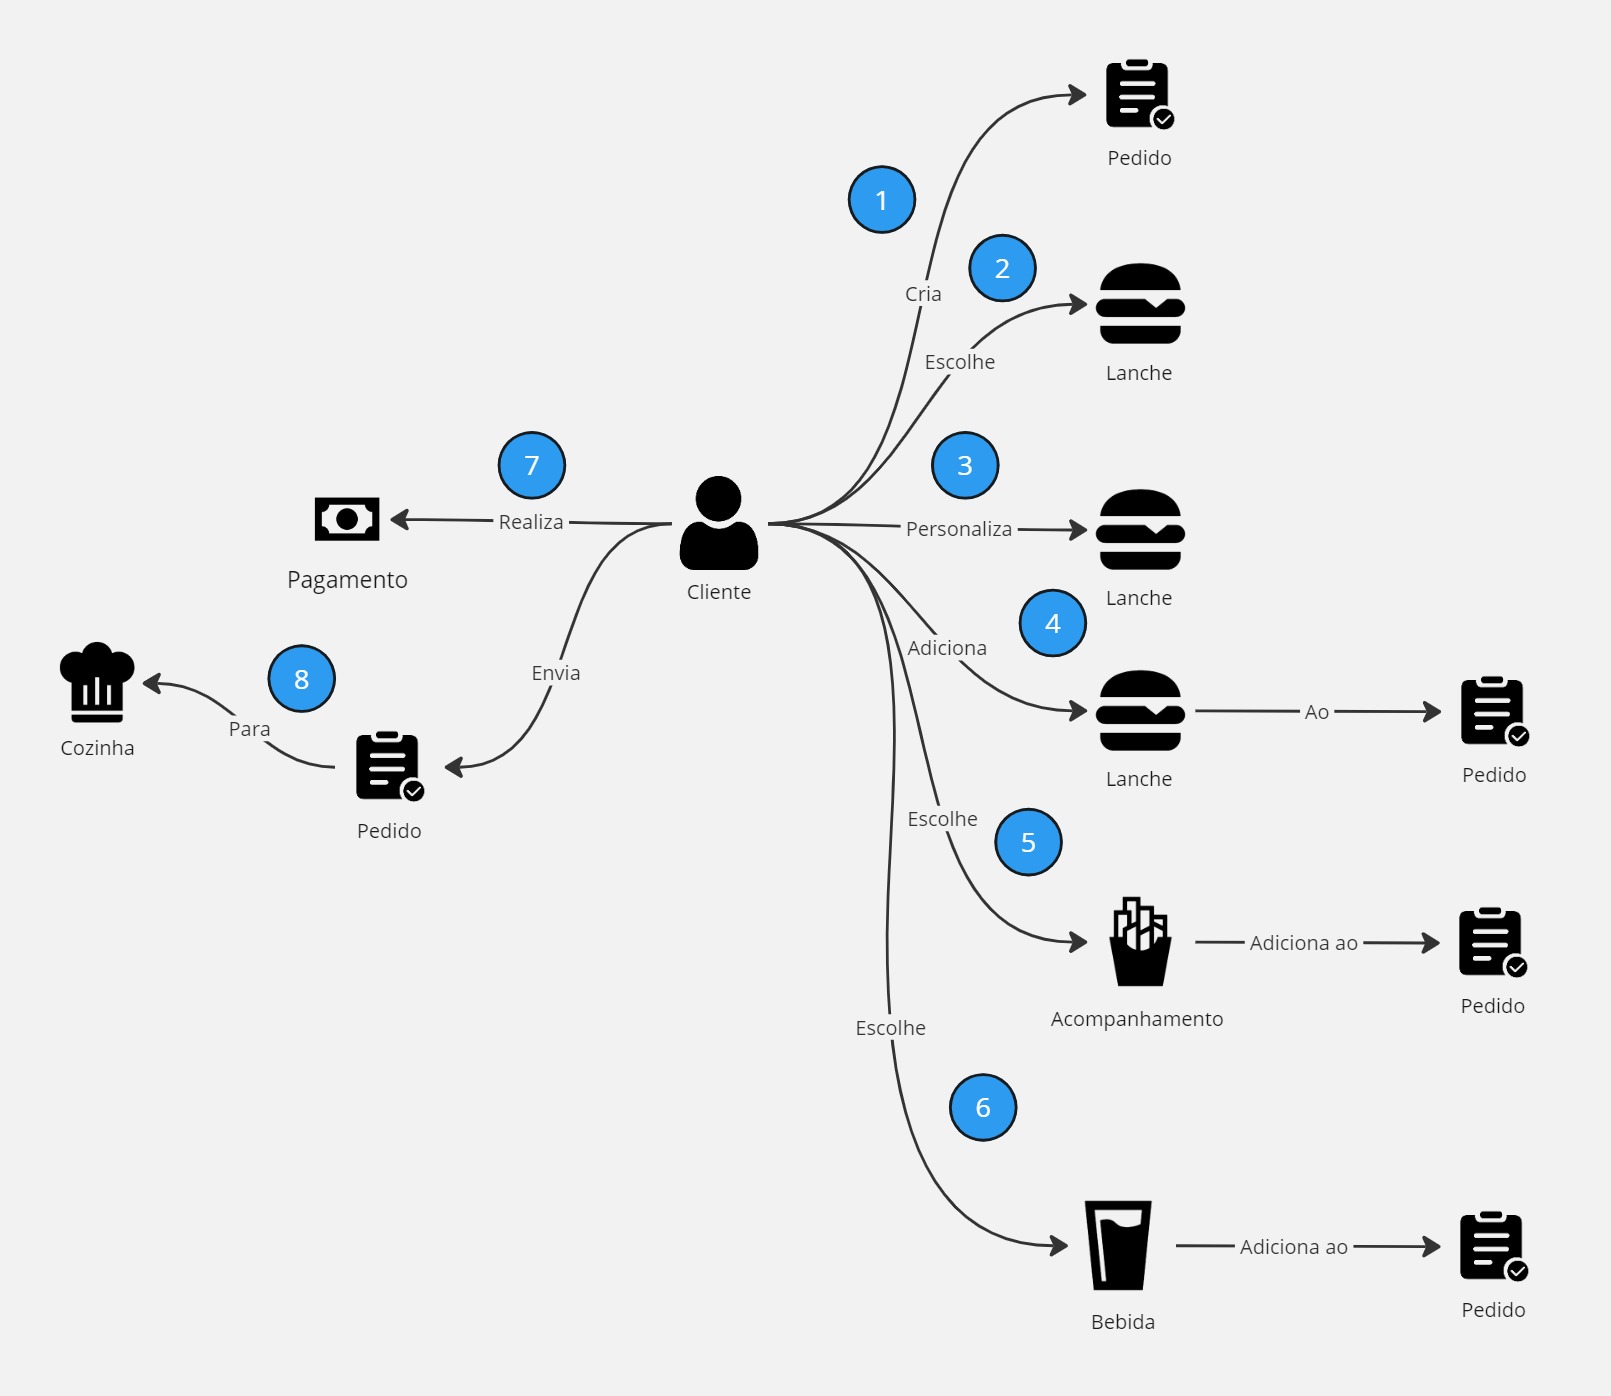 Pedido
1
2
Cria
Escolhe
Lanche
7
3
Realiza
Personaliza
Pagamento
Cliente
Lanche
4
Adiciona
8
Envia
Para
Cozinha
Ao
Lanche
Pedido
Pedido
Escolhe
5
Adiciona ao
Acompanhamento
Pedido
Escolhe
6
Adiciona ao
Bebida
Pedido